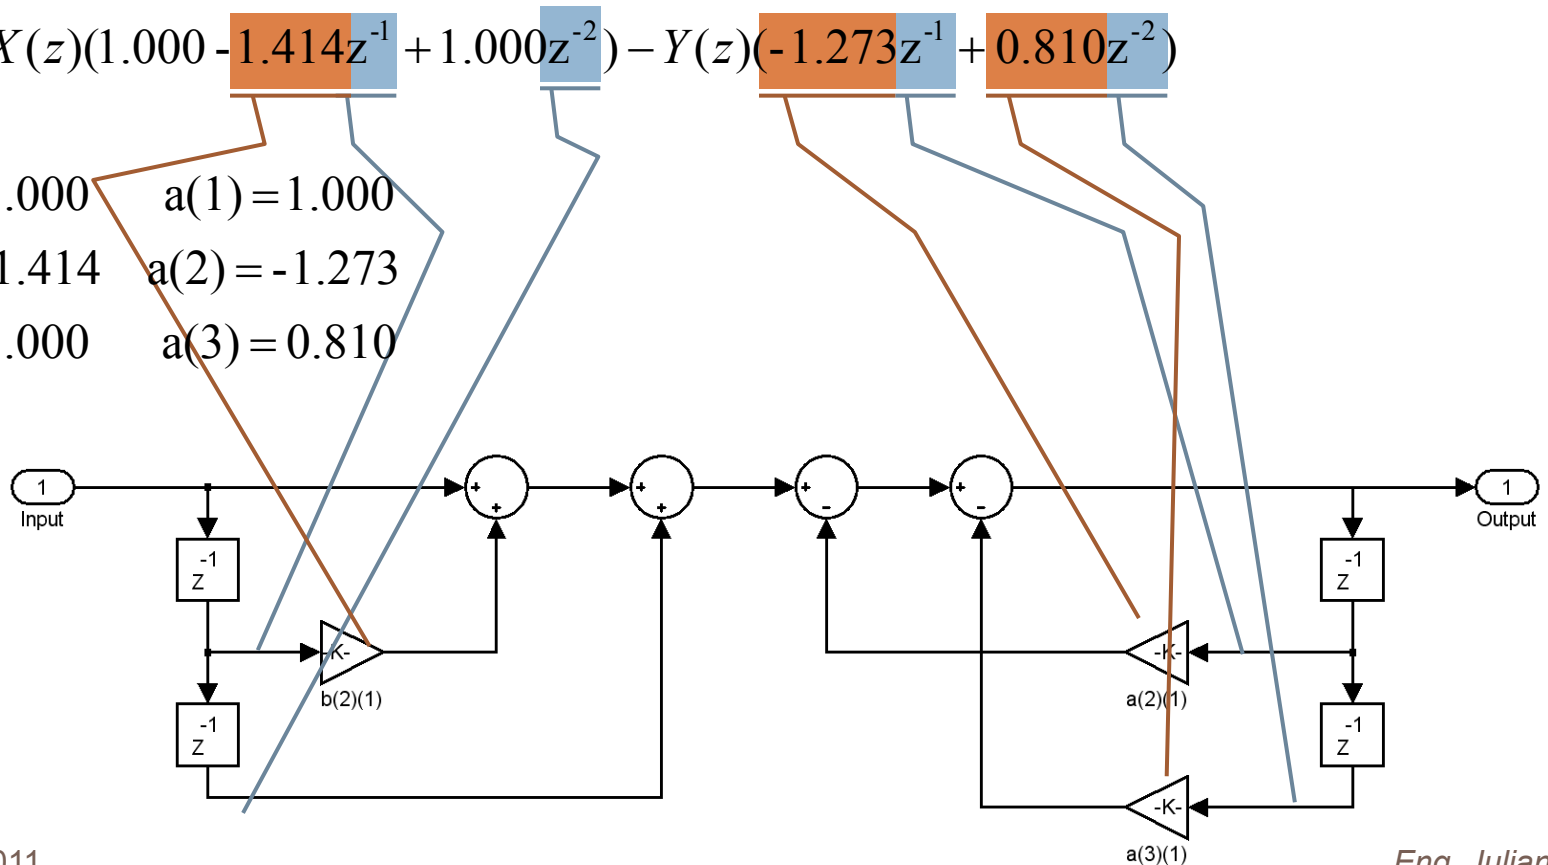 X(z)(1.000 -1.414z⁻¹ + 1.000z⁻²) – Y(z)(-1.273z⁻¹ + 0.810z⁻²)
.000 a(1) = 1.000
1.414 a(2) = -1.273
.000 a(3) = 0.810
1 + + + + + - + - 1
Input Output
-1 z -1 z
-K- -K-
b(2)(1) a(2)(1)
-1 z -1 z
-K-
a(3)(1)
011 Eng. Julian